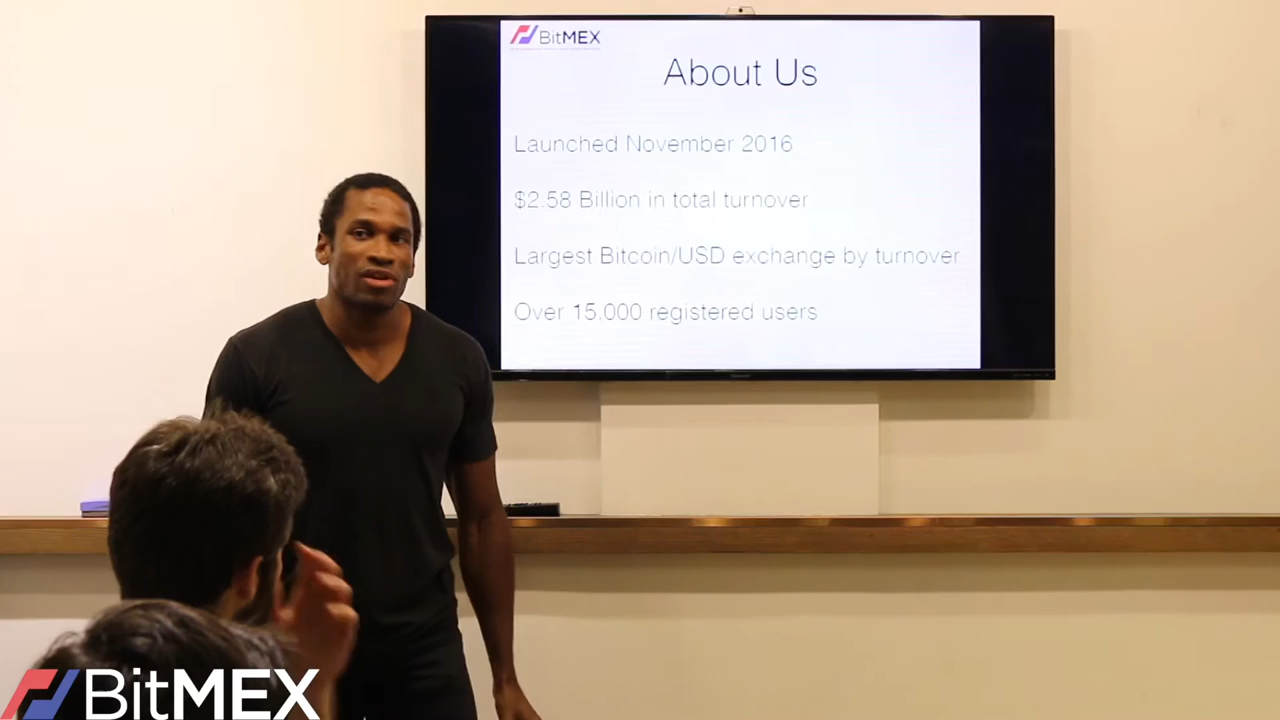 BitMEX
About Us
Launched November 2016
$2.58 Billion in total turnover
Largest Bitcoin/USD exchange by turnover
Over 15,000 registered users
BitMEX